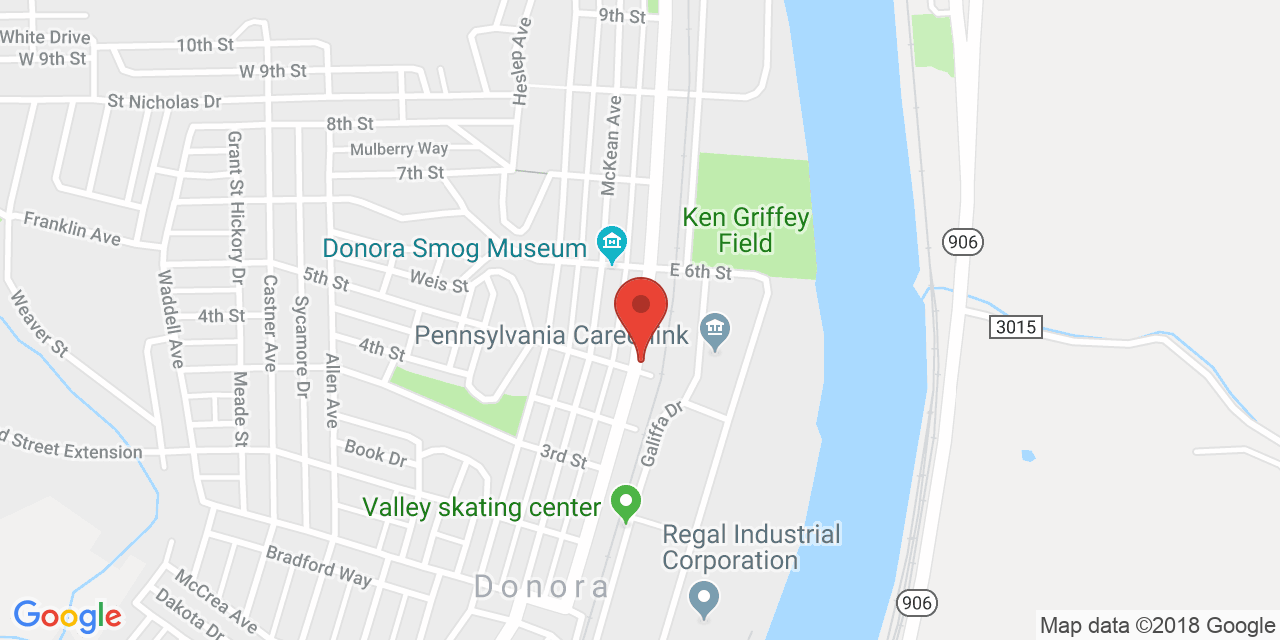 9th St
White Drive
10th St
W 9th St
W 9th St
Heslep Ave
St Nicholas Dr
8th St
McKean Ave
Mulberry Way
7th St
Grant St
Hickory Dr
Franklin Ave
Ken Griffey
Field
906
Donora Smog Museum
E 6th St
5th St
Weis St
Waddell Ave
Castner Ave
Sycamore Dr
Weaver St
4th St
3015
Pennsylvania Care
link
4th St
Allen Ave
Meade St
d Street Extension
Book Dr
3rd St
Galiffa Dr
Valley skating center
Regal Industrial
Corporation
Bradford Way
Donora
McCrea Ave
Dakota Dr
906
Google
Map data ©2018 Google